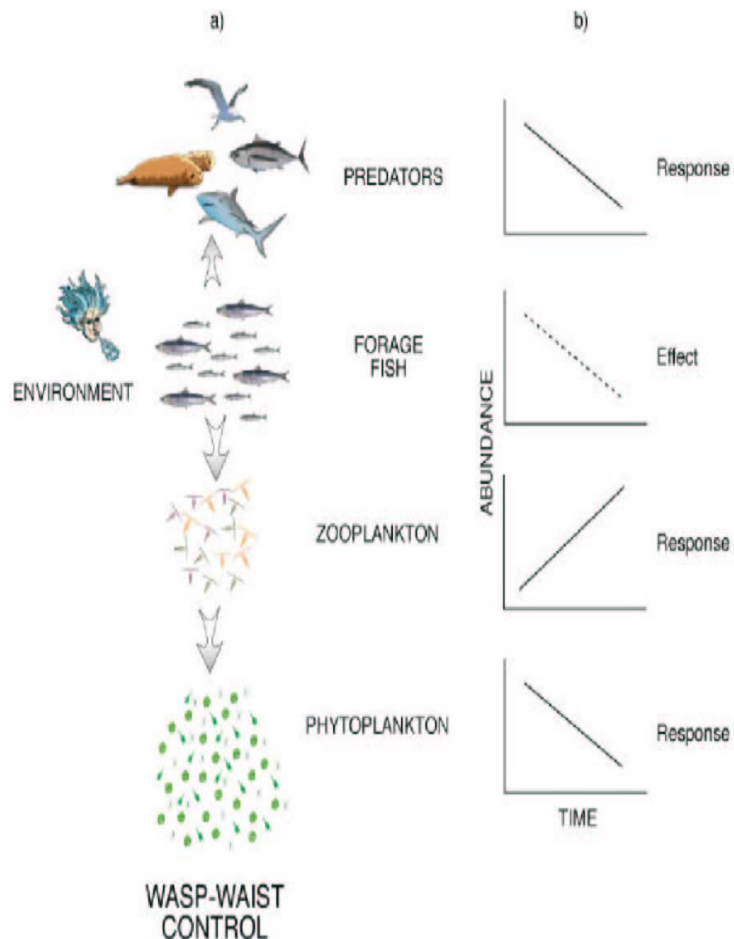 a)
b)
PREDATORS
Response
ENVIRONMENT
FORAGE
FISH
Effect
ABUNDANCE
ZOOPLANKTON
Response
PHYTOPLANKTON
Response
TIME
WASP-WAIST
CONTROL